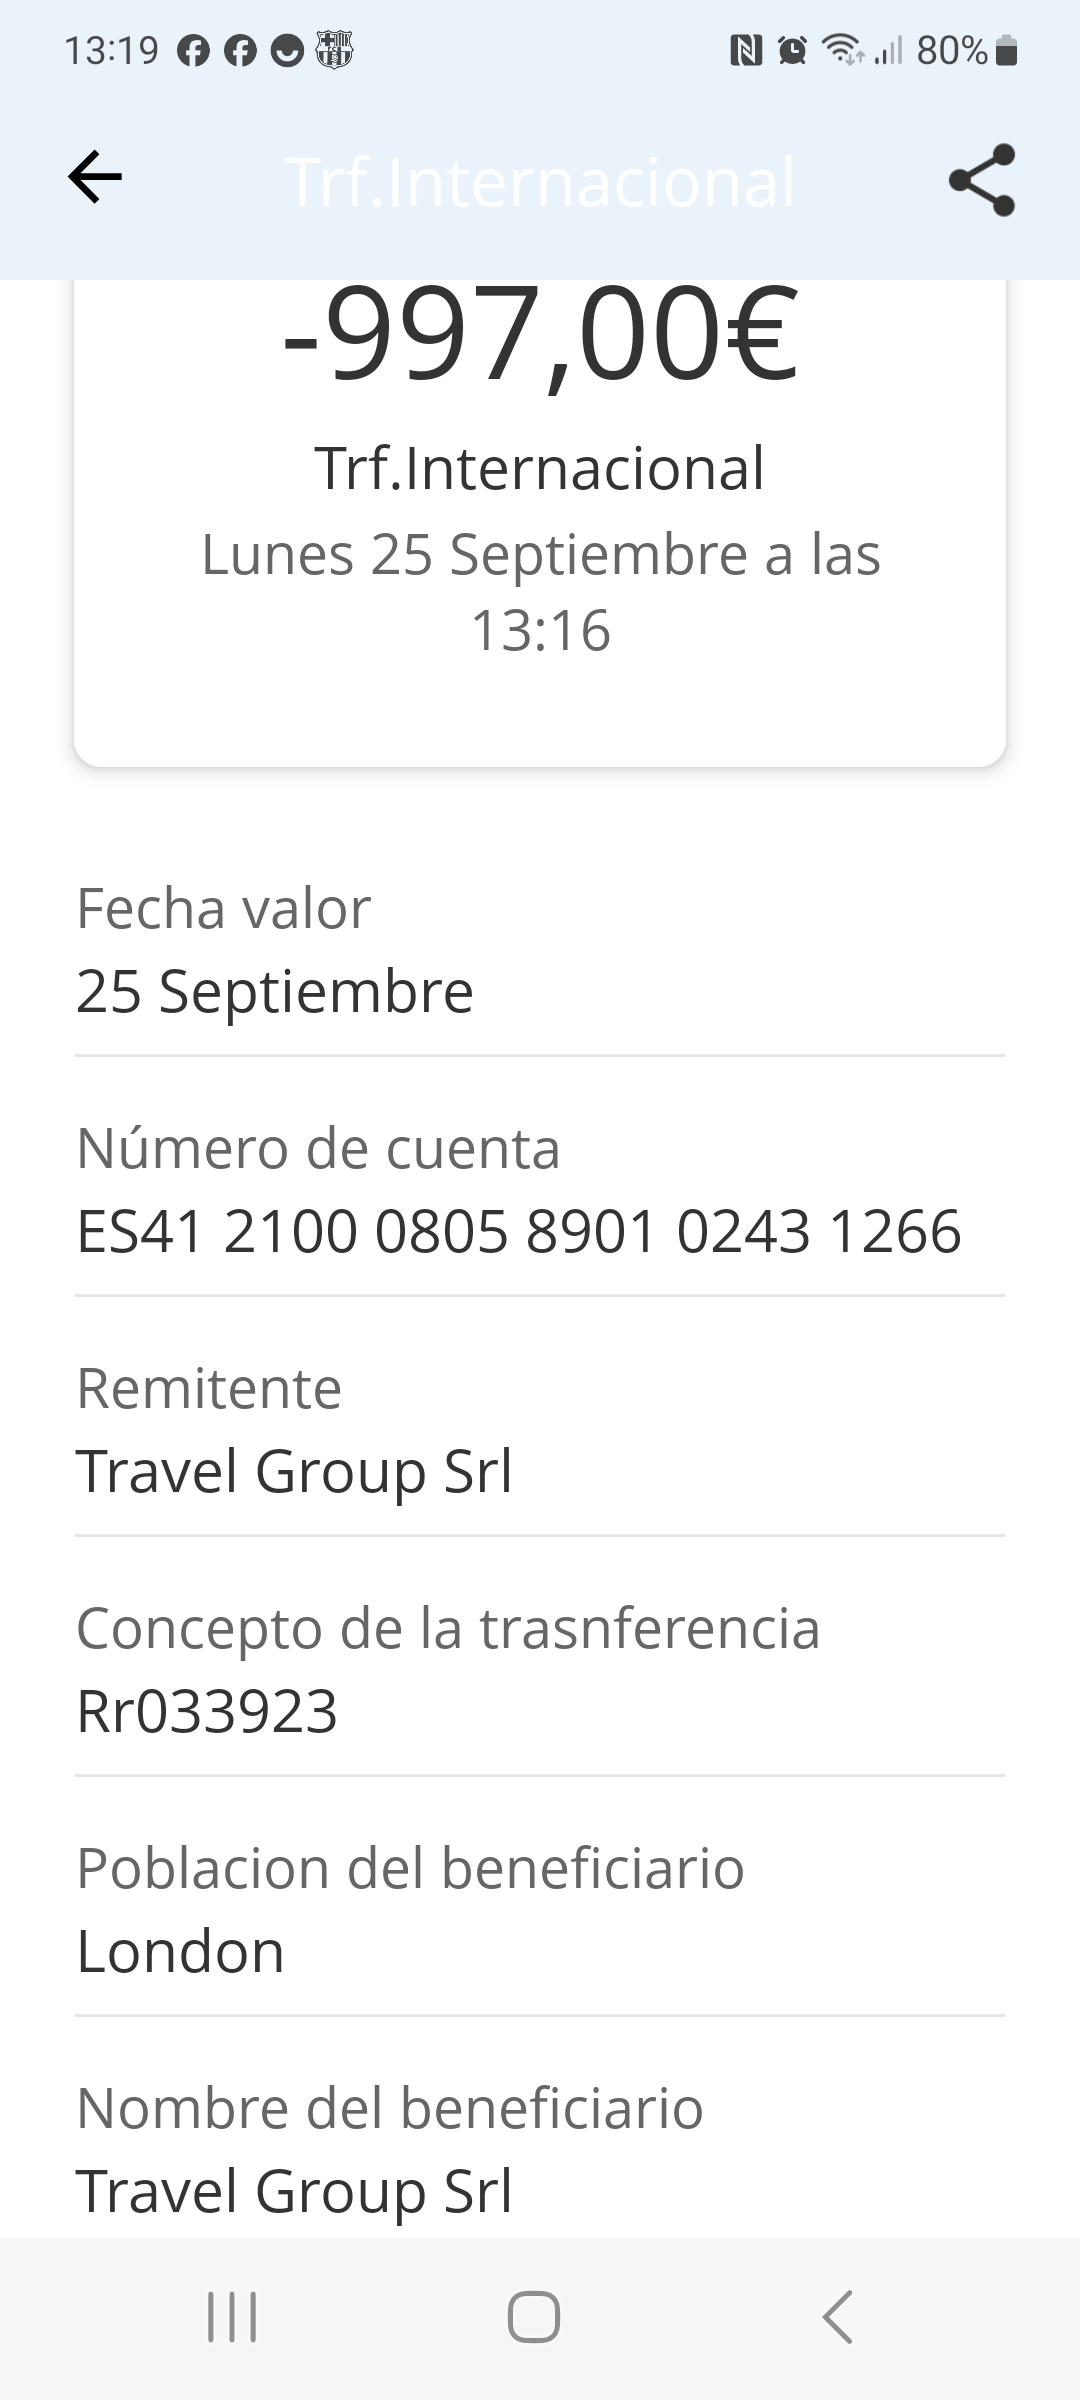 13:19
80%
Trf.Internacional
-997,00€
Trf.Internacional
Lunes 25 Septiembre a las
13:16
Fecha valor
25 Septiembre
Número de cuenta
ES41 2100 0805 8901 0243 1266
Remitente
Travel Group Srl
Concepto de la trasnferencia
Rr033923
Poblacion del beneficiario
London
Nombre del beneficiario
Travel Group Srl